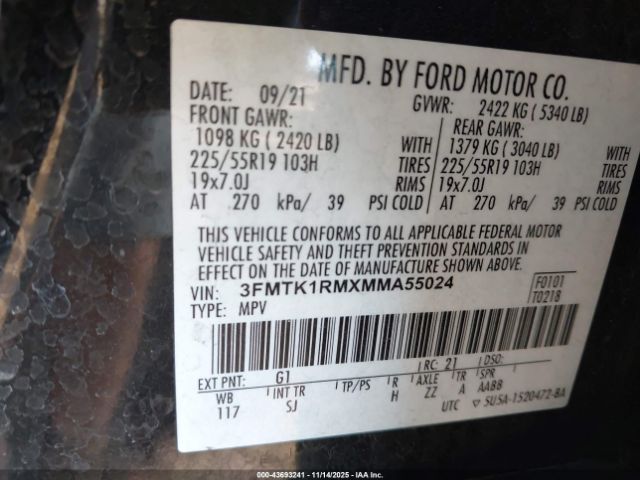 MFD. BY FORD MOTOR CO.
DATE: 09/21 GVWR: 2422 KG ( 5340 LB)
FRONT GAWR: REAR GAWR:
1098 KG ( 2420 LB) WITH 1379 KG ( 3040 LB) WITH
225/55R19 103H TIRES 225/55R19 103H TIRES
19x7.0J RIMS 19x7.0J RIMS
AT 270 kPa/ 39 PSI COLD AT 270 kPa/ 39 PSI COLD
THIS VEHICLE CONFORMS TO ALL APPLICABLE FEDERAL MOTOR
VEHICLE SAFETY AND THEFT PREVENTION STANDARDS IN
EFFECT ON THE DATE OF MANUFACTURE SHOWN ABOVE.
VIN: 3FMTK1RMXMMA55024 F0101
TYPE: MPV T0218
EXT PNT: G1 RC: 21 DSO:
WB INT TR TP/PS R AXLE TR SPR
117 SJ H ZZ A AABB
UTC ▽ SU5A-1520472-BA
Stock: 0-43693241 | 11/14/2025 - IAA Inc.